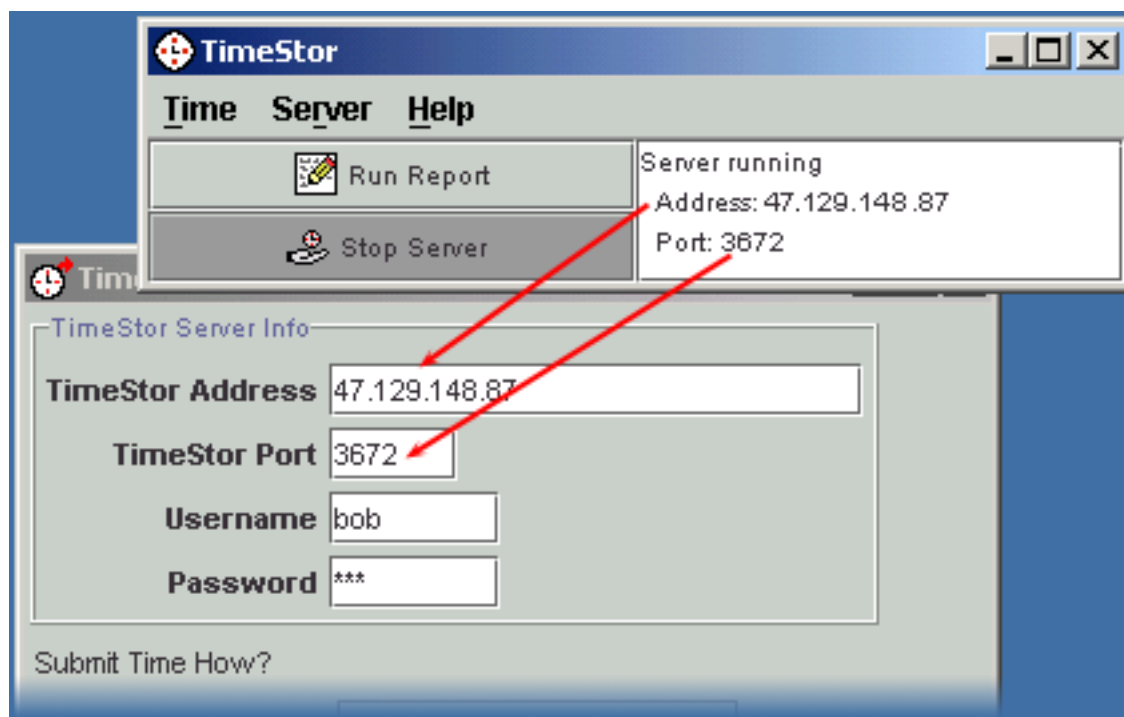 TimeStor
Time Server Help
Run Report
Stop Server
Server running
Address: 47.129.148.87
Port: 3672
TimeStor Server Info
TimeStor Address 47.129.148.87
TimeStor Port 3672
Username bob
Password ***
Submit Time How?